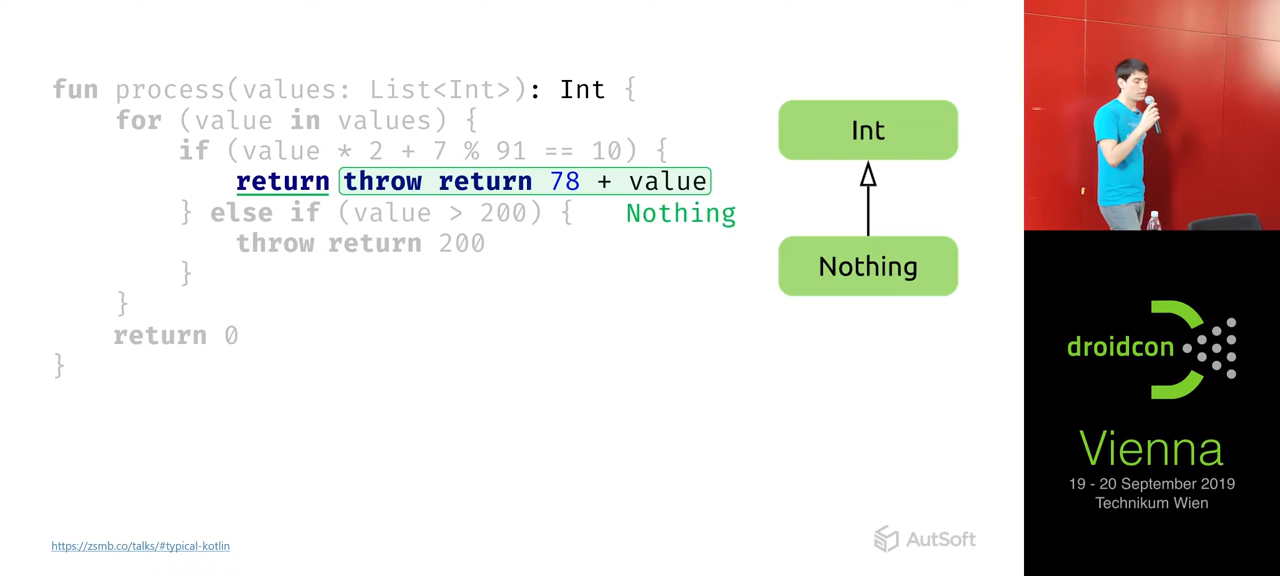 fun process(values: List<Int>): Int {
for (value in values) {
if (value * 2 + 7 % 91 == 10) {
return throw return 78 + value
} else if (value > 200) {
Nothing
throw return 200
}
}
return 0
}
Int
Nothing
https://zsmb.co/talks/#typical-kotlin
AutSoft
droidcon
Vienna
19 - 20 September 2019
Technikum Wien